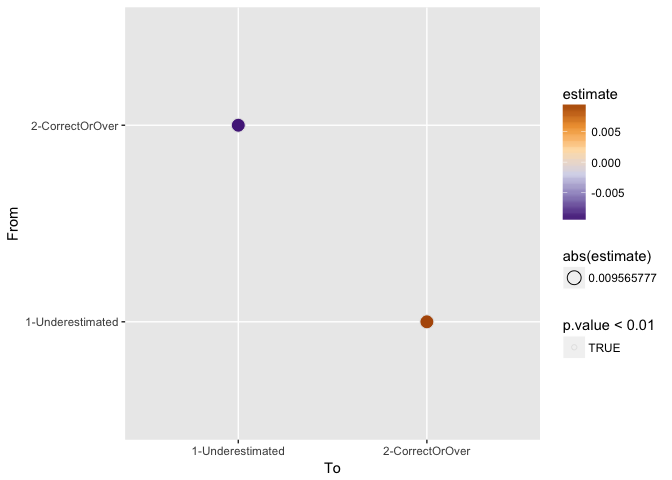 2-CorrectOrOver
1-Underestimated
From
1-Underestimated
2-CorrectOrOver
To
estimate
0.005
0.000
-0.005
abs(estimate)
0.009565777
p.value < 0.01
TRUE